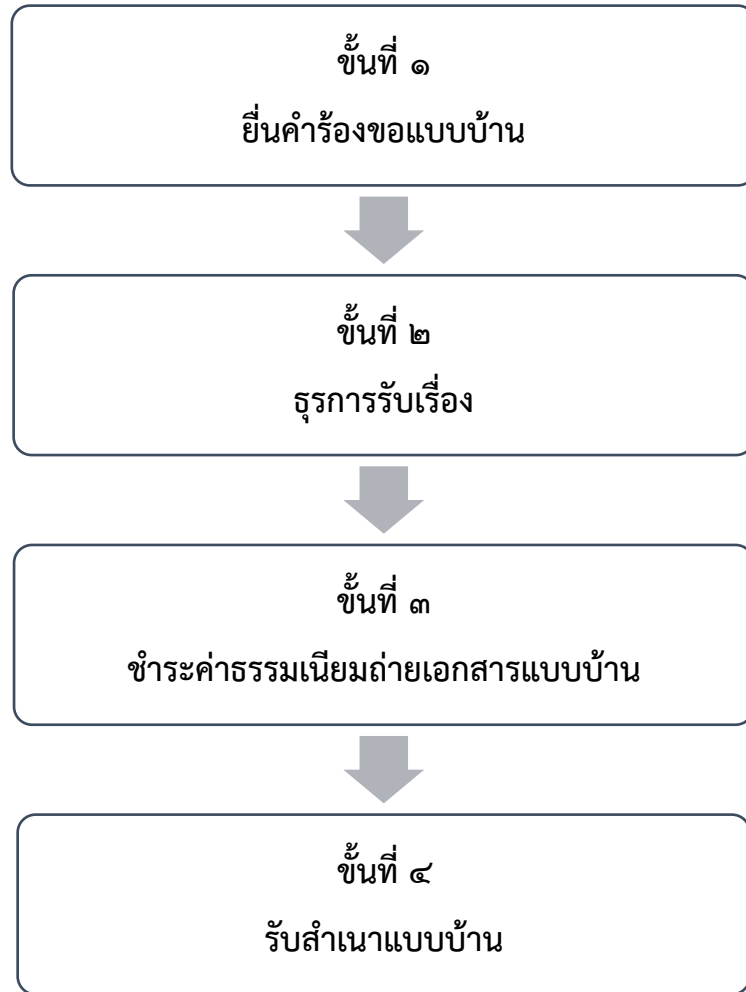 ขั้นที่ ๑
ยื่นคำร้องขอแบบบ้าน
ขั้นที่ ๒
ธุรการรับเรื่อง
ขั้นที่ ๓
ชำระค่าธรรมเนียมถ่ายเอกสารแบบบ้าน
ขั้นที่ ๔
รับสำเนาแบบบ้าน